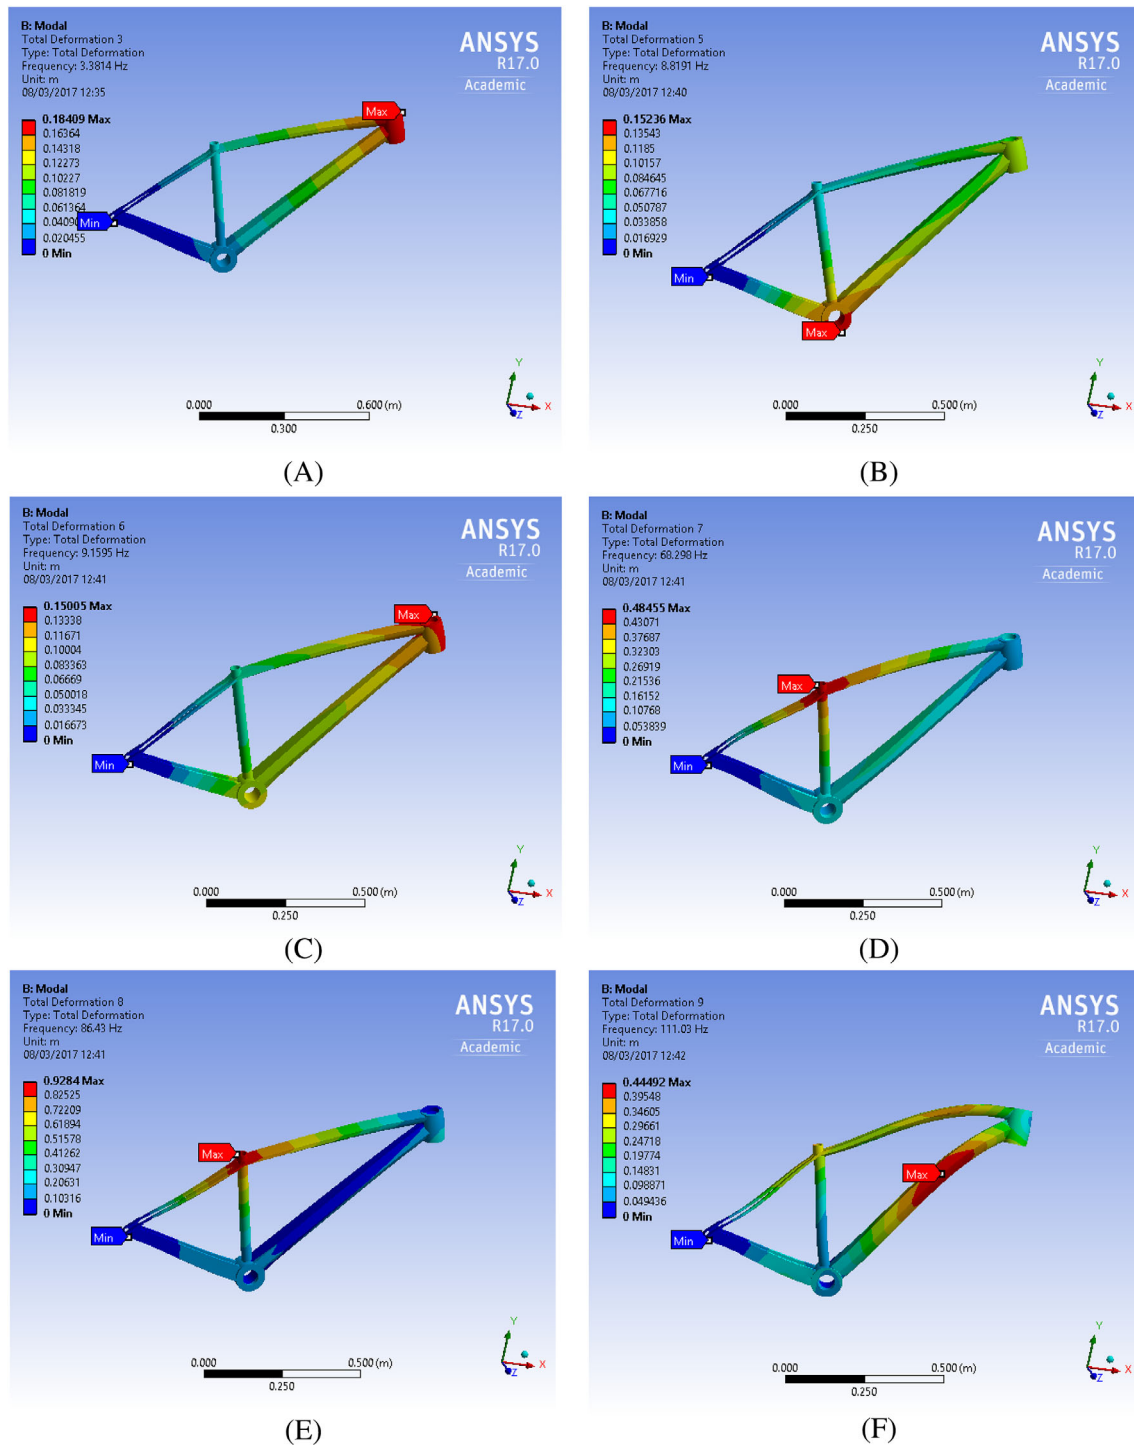 B: Modal
Total Deformation 3
Type: Total Deformation
Frequency: 3.3814 Hz
Unit: m
08/03/2017 12:35
ANSYS
R17.0
Academic
0.18409 Max
0.16364
0.14318
0.12273
0.10227
0.081819
0.061364
0.0409
0.020455
0 Min
Max
Min
Y
X
Z
0.000
0.600 (m)
0.300
(A)
B: Modal
Total Deformation 5
Type: Total Deformation
Frequency: 8.8191 Hz
Unit: m
08/03/2017 12:40
ANSYS
R17.0
Academic
0.15236 Max
0.13543
0.1185
0.10157
0.084645
0.067716
0.050787
0.033858
0.016929
0 Min
Min
Max
Y
X
Z
0.000
0.500 (m)
0.250
(B)
B: Modal
Total Deformation 6
Type: Total Deformation
Frequency: 9.1595 Hz
Unit: m
08/03/2017 12:41
ANSYS
R17.0
Academic
0.15005 Max
0.13338
0.11671
0.10004
0.083363
0.06669
0.050018
0.033345
0.016673
0 Min
Max
Min
Y
X
Z
0.000
0.500 (m)
0.250
(C)
B: Modal
Total Deformation 7
Type: Total Deformation
Frequency: 68.298 Hz
Unit: m
08/03/2017 12:41
ANSYS
R17.0
Academic
0.48455 Max
0.43071
0.37687
0.32303
0.26919
0.21536
0.16152
0.10768
0.053839
0 Min
Max
Min
Y
X
Z
0.000
0.500 (m)
0.250
(D)
B: Modal
Total Deformation 8
Type: Total Deformation
Frequency: 86.43 Hz
Unit: m
08/03/2017 12:41
ANSYS
R17.0
Academic
0.9284 Max
0.82525
0.72209
0.61894
0.51578
0.41262
0.30947
0.20631
0.10316
0 Min
Max
Min
Y
X
Z
0.000
0.500 (m)
0.250
(E)
B: Modal
Total Deformation 9
Type: Total Deformation
Frequency: 111.03 Hz
Unit: m
08/03/2017 12:42
ANSYS
R17.0
Academic
0.44492 Max
0.39548
0.34605
0.29661
0.24718
0.19774
0.14831
0.098871
0.049436
0 Min
Max
Min
Y
X
Z
0.000
0.500 (m)
0.250
(F)